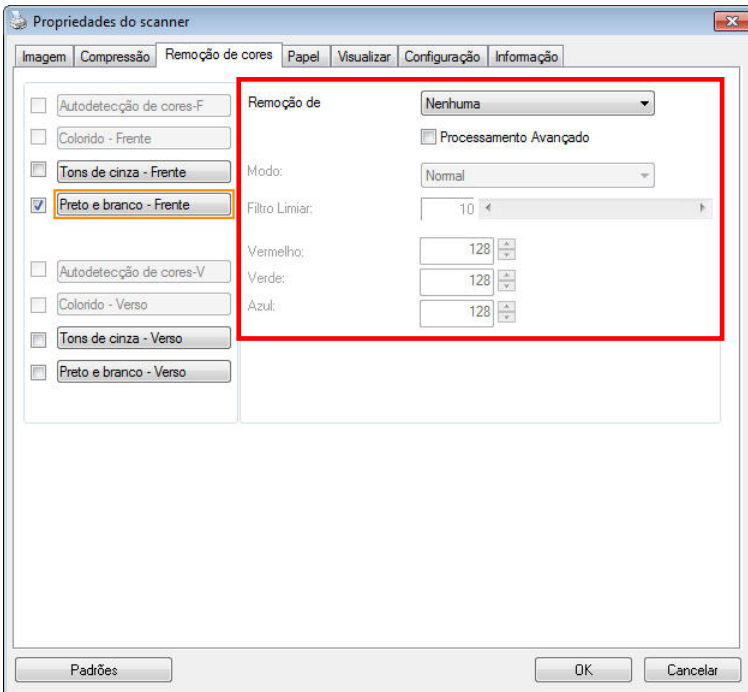 Propriedades do scanner
Imagem Compressão Remoção de cores Papel Visualizar Configuração Informação
Autodetecção de cores-F
Colorido - Frente
Tons de cinza - Frente
Preto e branco - Frente
Autodetecção de cores-V
Colorido - Verso
Tons de cinza - Verso
Preto e branco - Verso
Remoção de Nenhuma
Processamento Avançado
Modo: Normal
Filtro Limiar: 10
Vermelho: 128
Verde: 128
Azul: 128
Padrões OK Cancelar